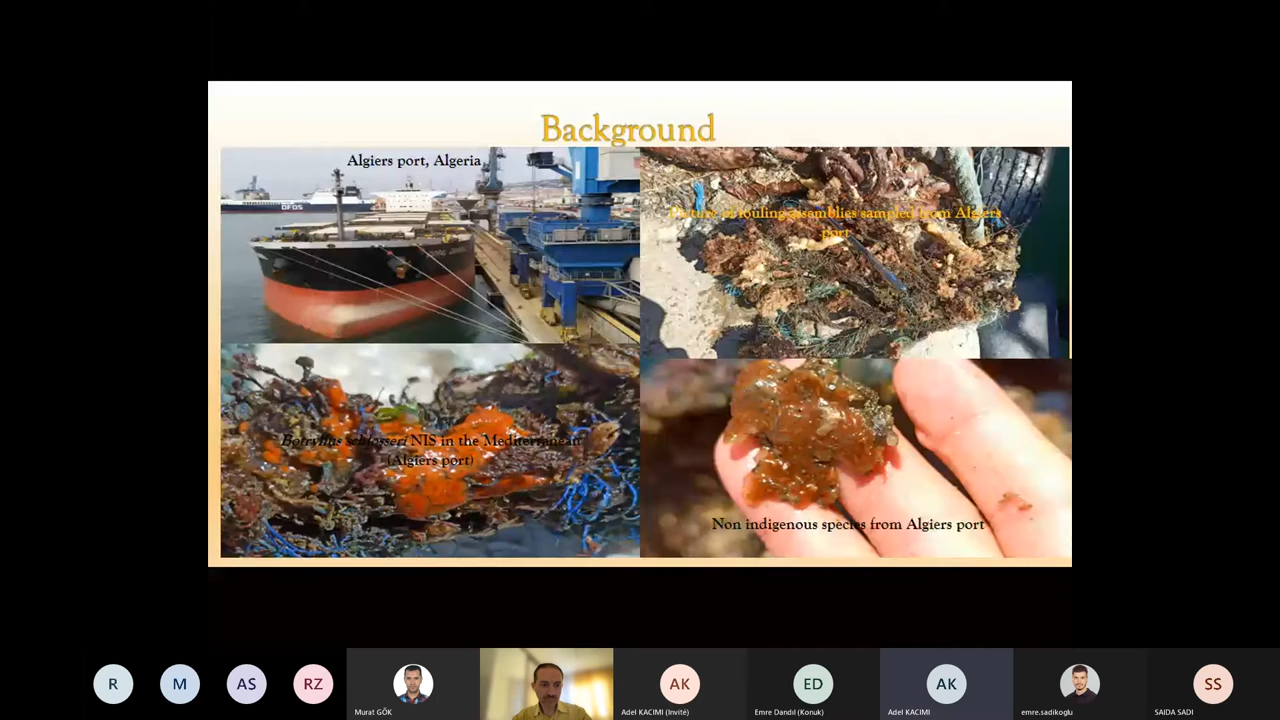 Background
Algiers port, Algeria
DFDS
Picture of fouling assemblies sampled from Algiers
port
Botryllus schlosseri NIS in the Mediterranean
(Algiers port)
Non indigenous species from Algiers port
R
M
AS
RZ
AK
ED
AK
SS
Murat GÖK
Adel KACIMI (Invité)
Emre Dandıl (Konuk)
Adel KACIMI
emre.sadikoglu
SAIDA SADI